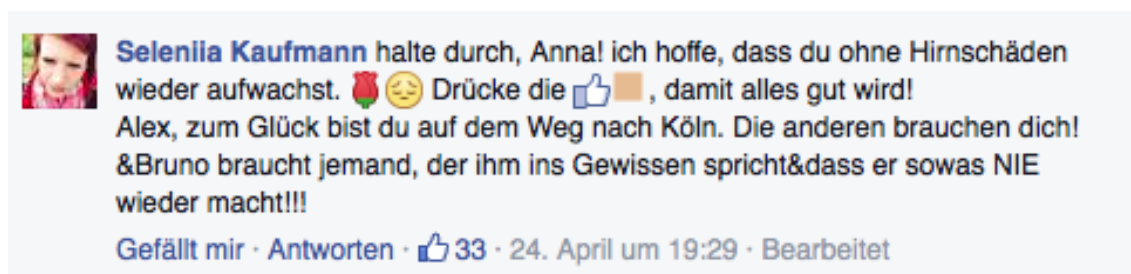 Seleniia Kaufmann halte durch, Anna! ich hoffe, dass du ohne Hirnschäden
wieder aufwachst. 🌹😔 Drücke die 👍🏼 , damit alles gut wird!
Alex, zum Glück bist du auf dem Weg nach Köln. Die anderen brauchen dich!
&Bruno braucht jemand, der ihm ins Gewissen spricht&dass er sowas NIE
wieder macht!!!
Gefällt mir · Antworten · 👍 33 · 24. April um 19:29 · Bearbeitet